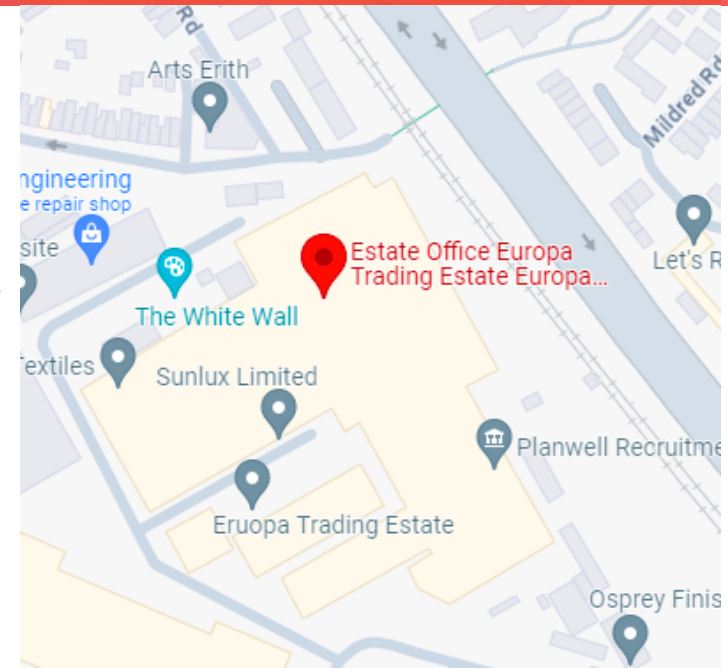 Rd
Arts Erith
Mildred Rd
ngineering
e repair shop
site
Estate Office Europa
Trading Estate Europa...
Let's R
The White Wall
Textiles
Sunlux Limited
Planwell Recruitme
Eruopa Trading Estate
Osprey Finis